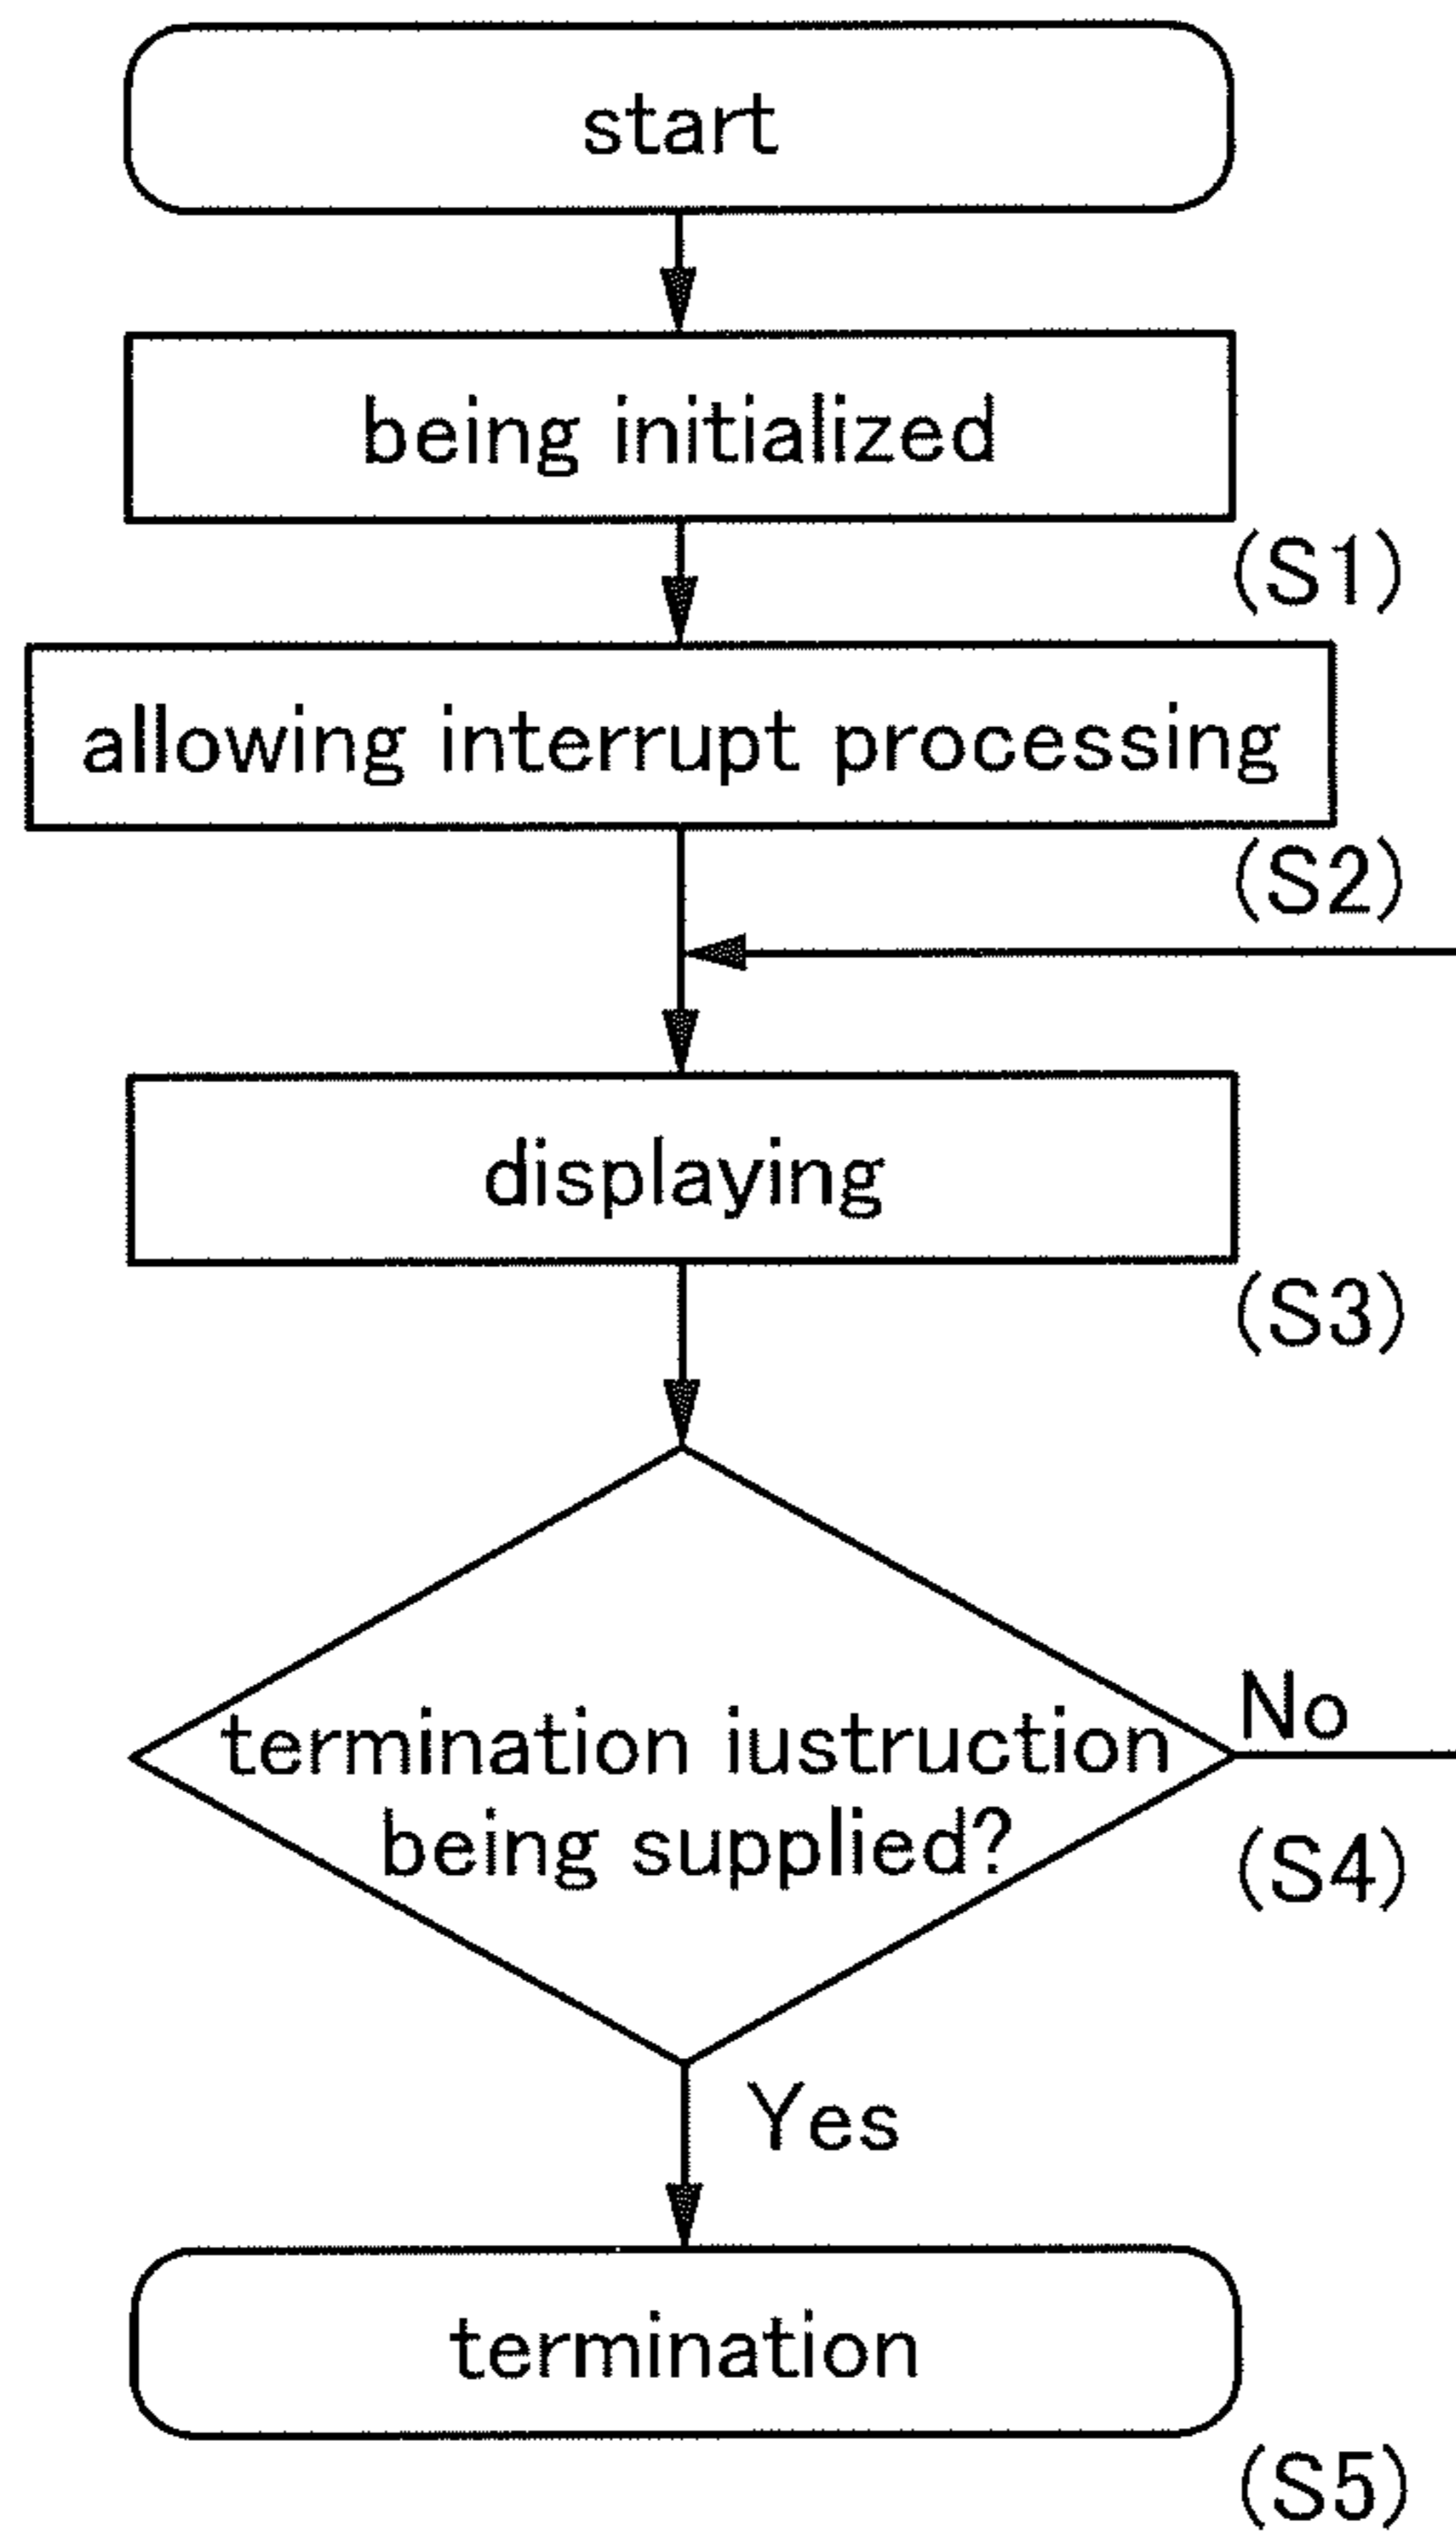 start
being initialized
(S1)
allowing interrupt processing
(S2)
displaying
(S3)
termination iustruction
being supplied?
No
(S4)
Yes
termination
(S5)